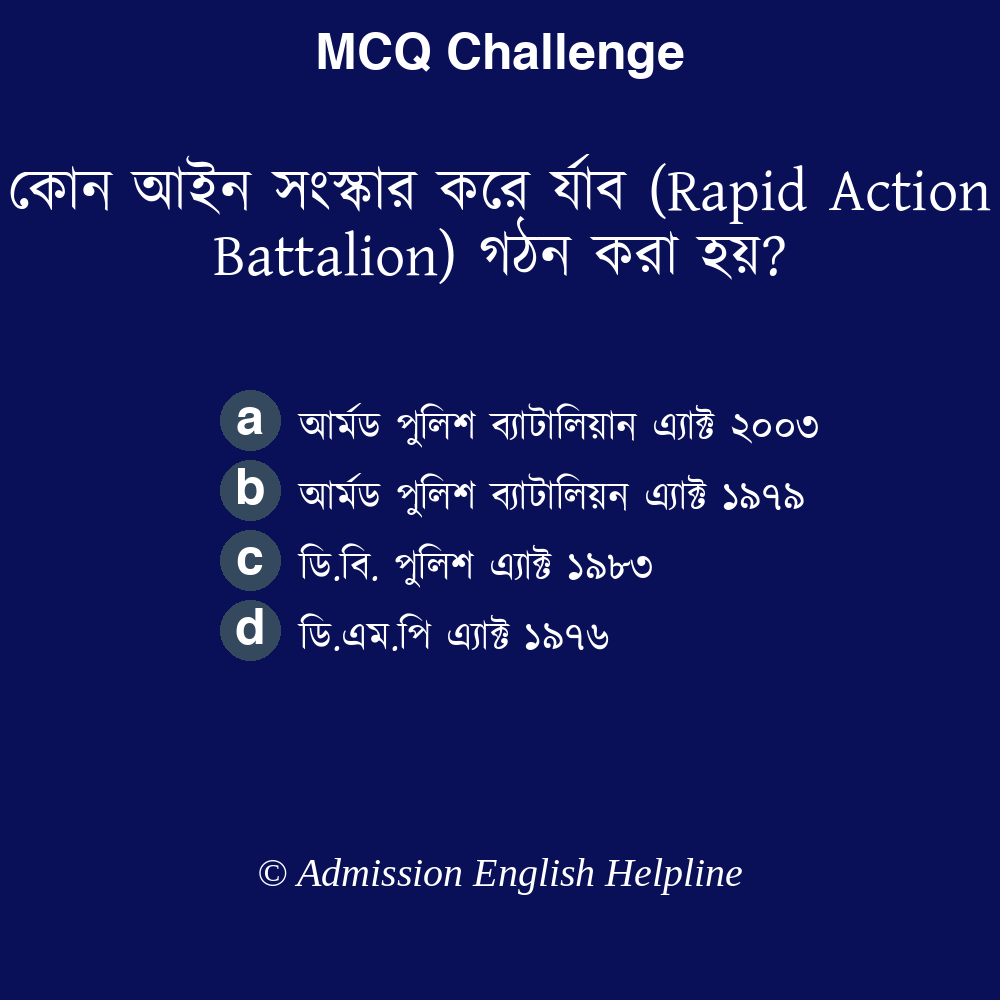 MCQ Challenge
কোন আইন সংস্কার করে র্যাব (Rapid Action
Battalion) গঠন করা হয়?
a আর্মড পুলিশ ব্যাটালিয়ান এ্যাক্ট ২০০৩
b আর্মড পুলিশ ব্যাটালিয়ন এ্যাক্ট ১৯৭৯
c ডি.বি. পুলিশ এ্যাক্ট ১৯৮৩
d ডি.এম.পি এ্যাক্ট ১৯৭৬
© Admission English Helpline